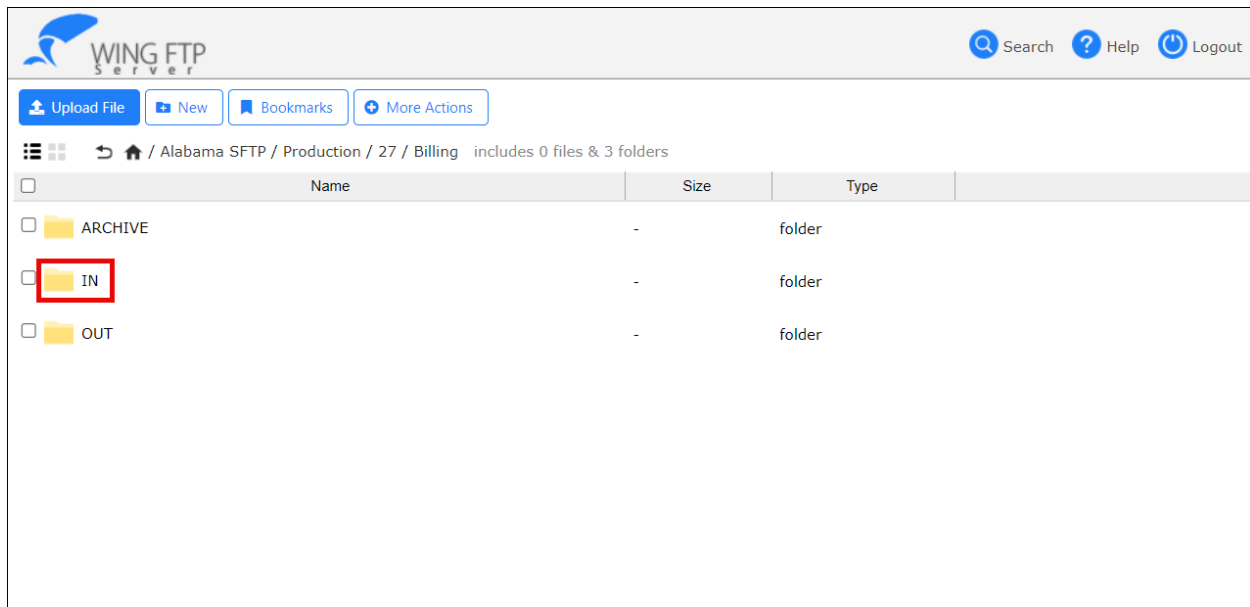 WING FTP
Server
Search Help Logout
Upload File New Bookmarks More Actions
/ Alabama SFTP / Production / 27 / Billing includes 0 files & 3 folders
Name Size Type
ARCHIVE - folder
IN - folder
OUT - folder